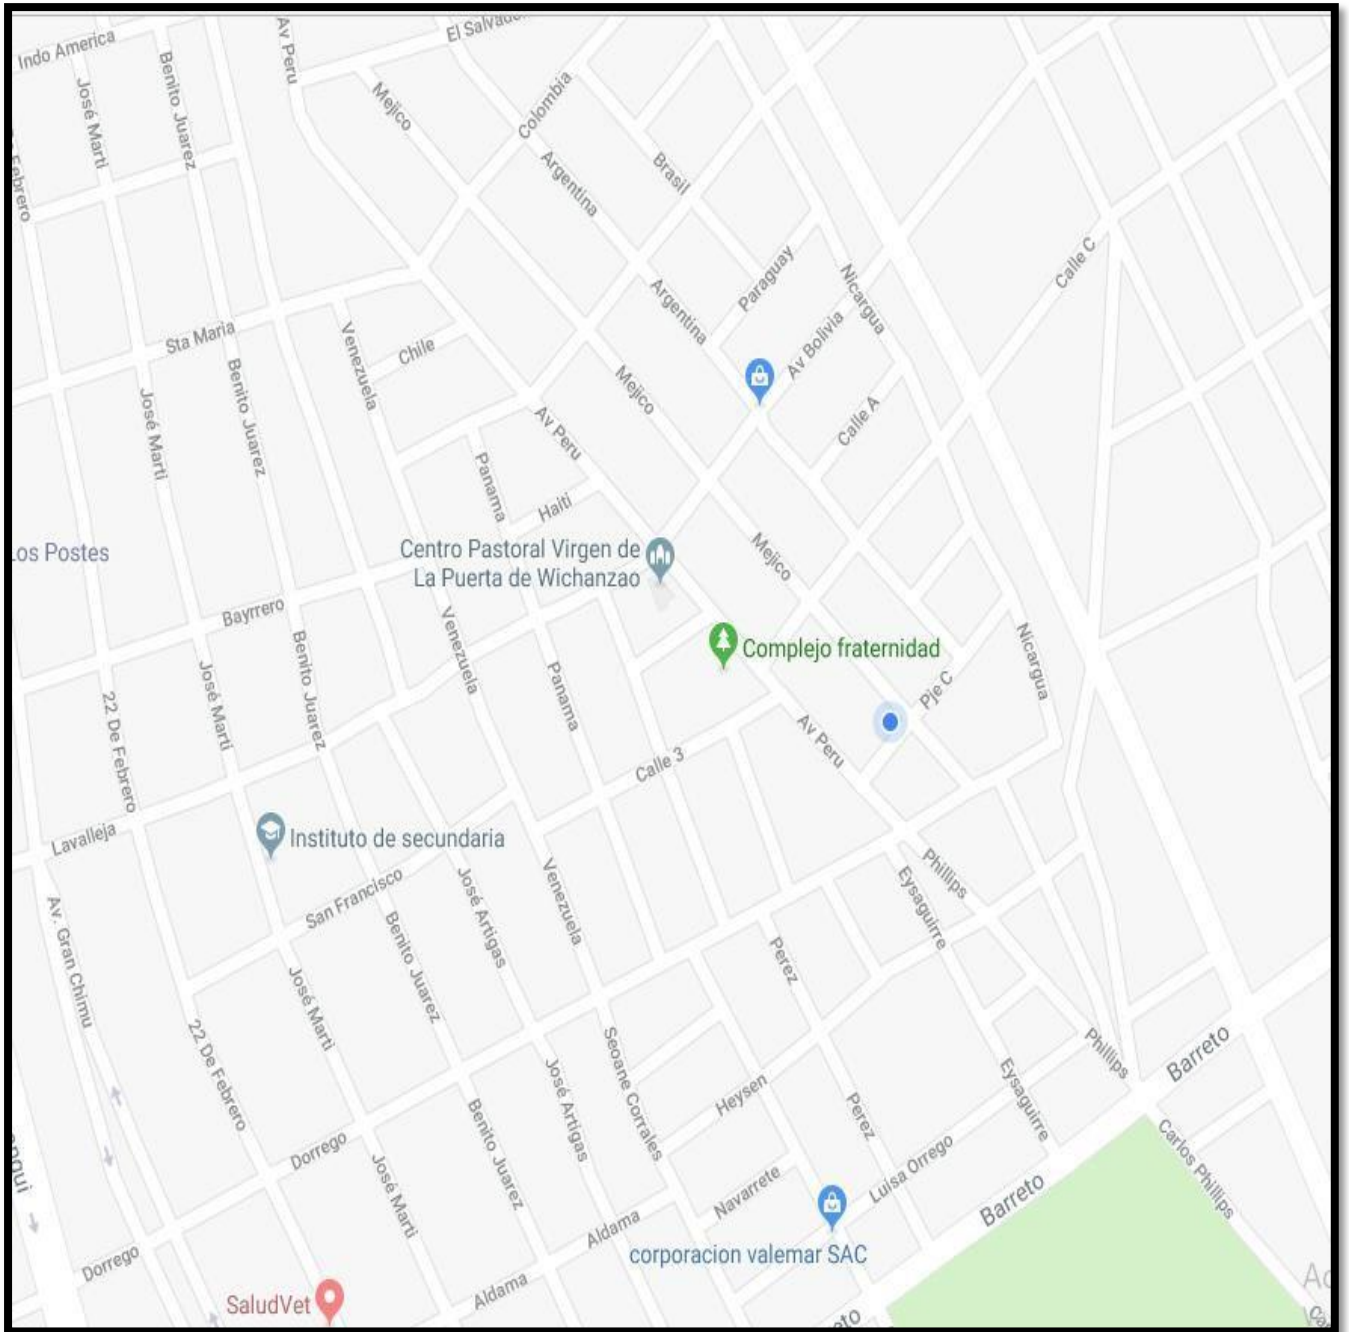 Indo America
El Salvado
Av Peru
José Marti
Benito Juarez
Mejico
Colombia
Febrero
Argentina
Brasil
Calle C
Paraguay
Nicargua
Argentina
Av Bolivia
Sta Maria
Venezuela
Chile
Mejico
Benito Juarez
José Marti
Calle A
Av Peru
Panama
Haiti
Los Postes
Centro Pastoral Virgen de
La Puerta de Wichanzao
Mejico
Bayrrero
Venezuela
Benito Juarez
Complejo fraternidad
Nicargua
José Marti
Panama
Pje C
22 De Febrero
Av Peru
Calle 3
Lavalleja
Instituto de secundaria
Phillips
San Francisco
José Artigas
Venezuela
Eysaguirre
Av. Gran Chimu
Benito Juarez
Perez
José Marti
22 De Febrero
Seoane Corrales
Phillips
Barreto
José Artigas
Heysen
Eysaguirre
Benito Juarez
Perez
Carlos Phillips
Dorrego
José Marti
Luisa Orrego
Navarrete
Barreto
Aldama
Dorrego
corporacion valemar SAC
Aldama
SaludVet